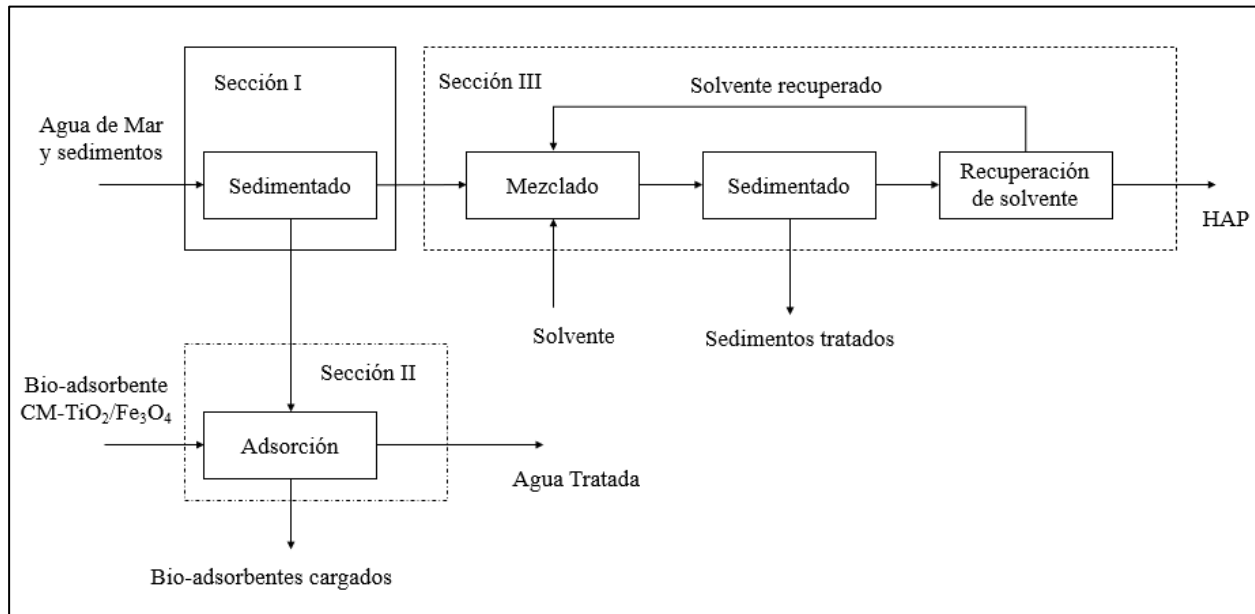 Sección I
Sección III
Solvente recuperado
Agua de Mar
y sedimentos
Sedimentado
Mezclado
Sedimentado
Recuperación
de solvente
HAP
Solvente
Sedimentos tratados
Sección II
Bio-adsorbente
CM-TiO₂/Fe₃O₄
Adsorción
Agua Tratada
Bio-adsorbentes cargados